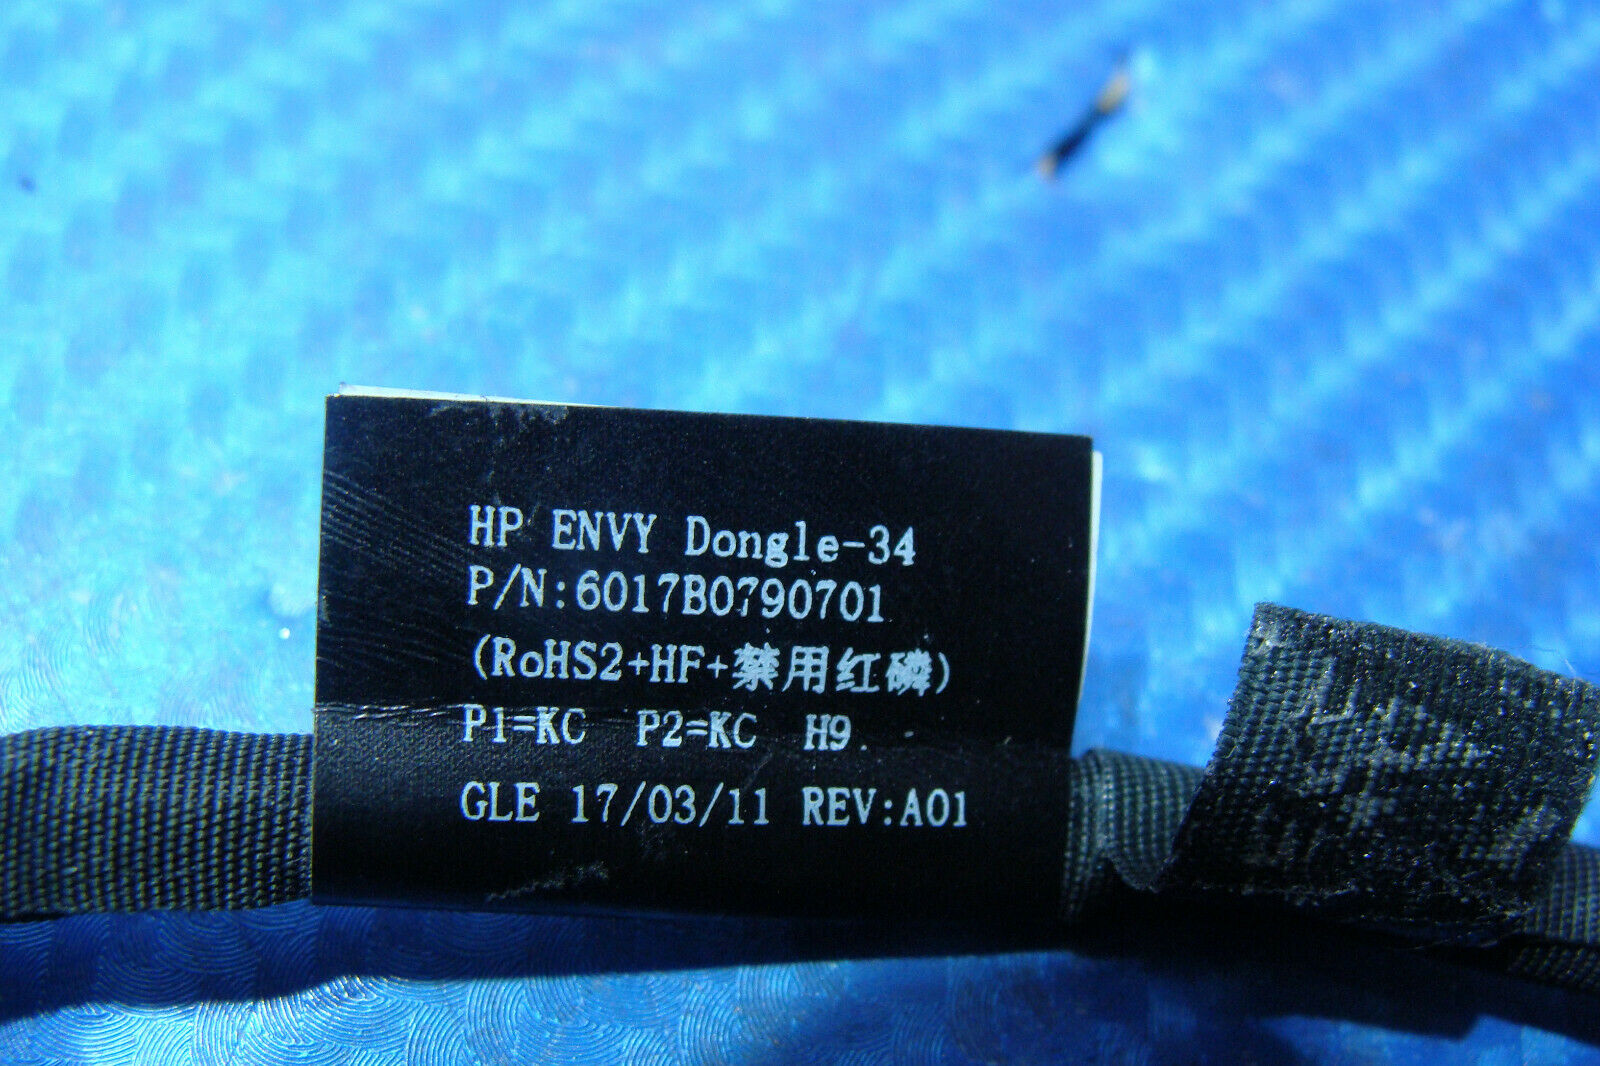 HP ENVY Dongle-34
P/N:6017B0790701
(RoHS2+HF+禁用红磷)
P1=KC P2=KC H9
GLE 17/03/11 REV:A01